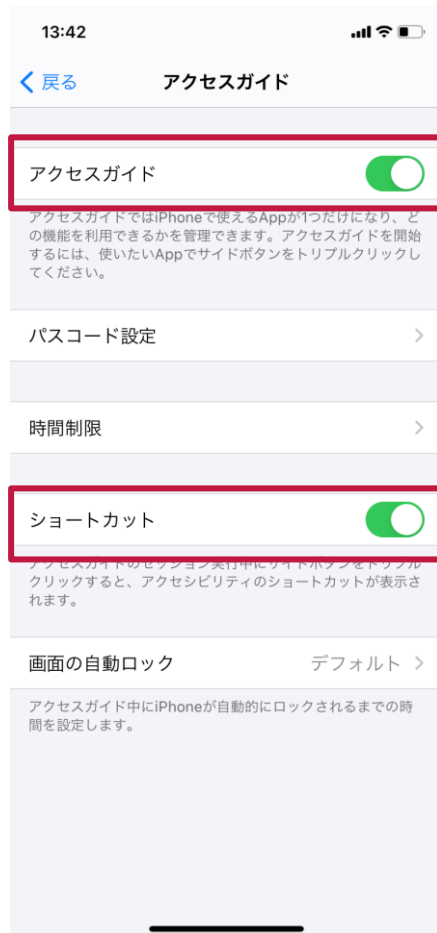 13:42
戻る アクセスガイド
アクセスガイド
アクセスガイドではiPhoneで使えるAppが1つだけになり、ど
の機能を利用できるかを管理できます。アクセスガイドを開始
するには、使いたいAppでサイドボタンをトリプルクリックし
てください。
パスコード設定
時間制限
ショートカット
アクセスガイドのセッション実行中にサイドボタンをトリプル
クリックすると、アクセシビリティのショートカットが表示さ
れます。
画面の自動ロック デフォルト
アクセスガイド中にiPhoneが自動的にロックされるまでの時
間を設定します。